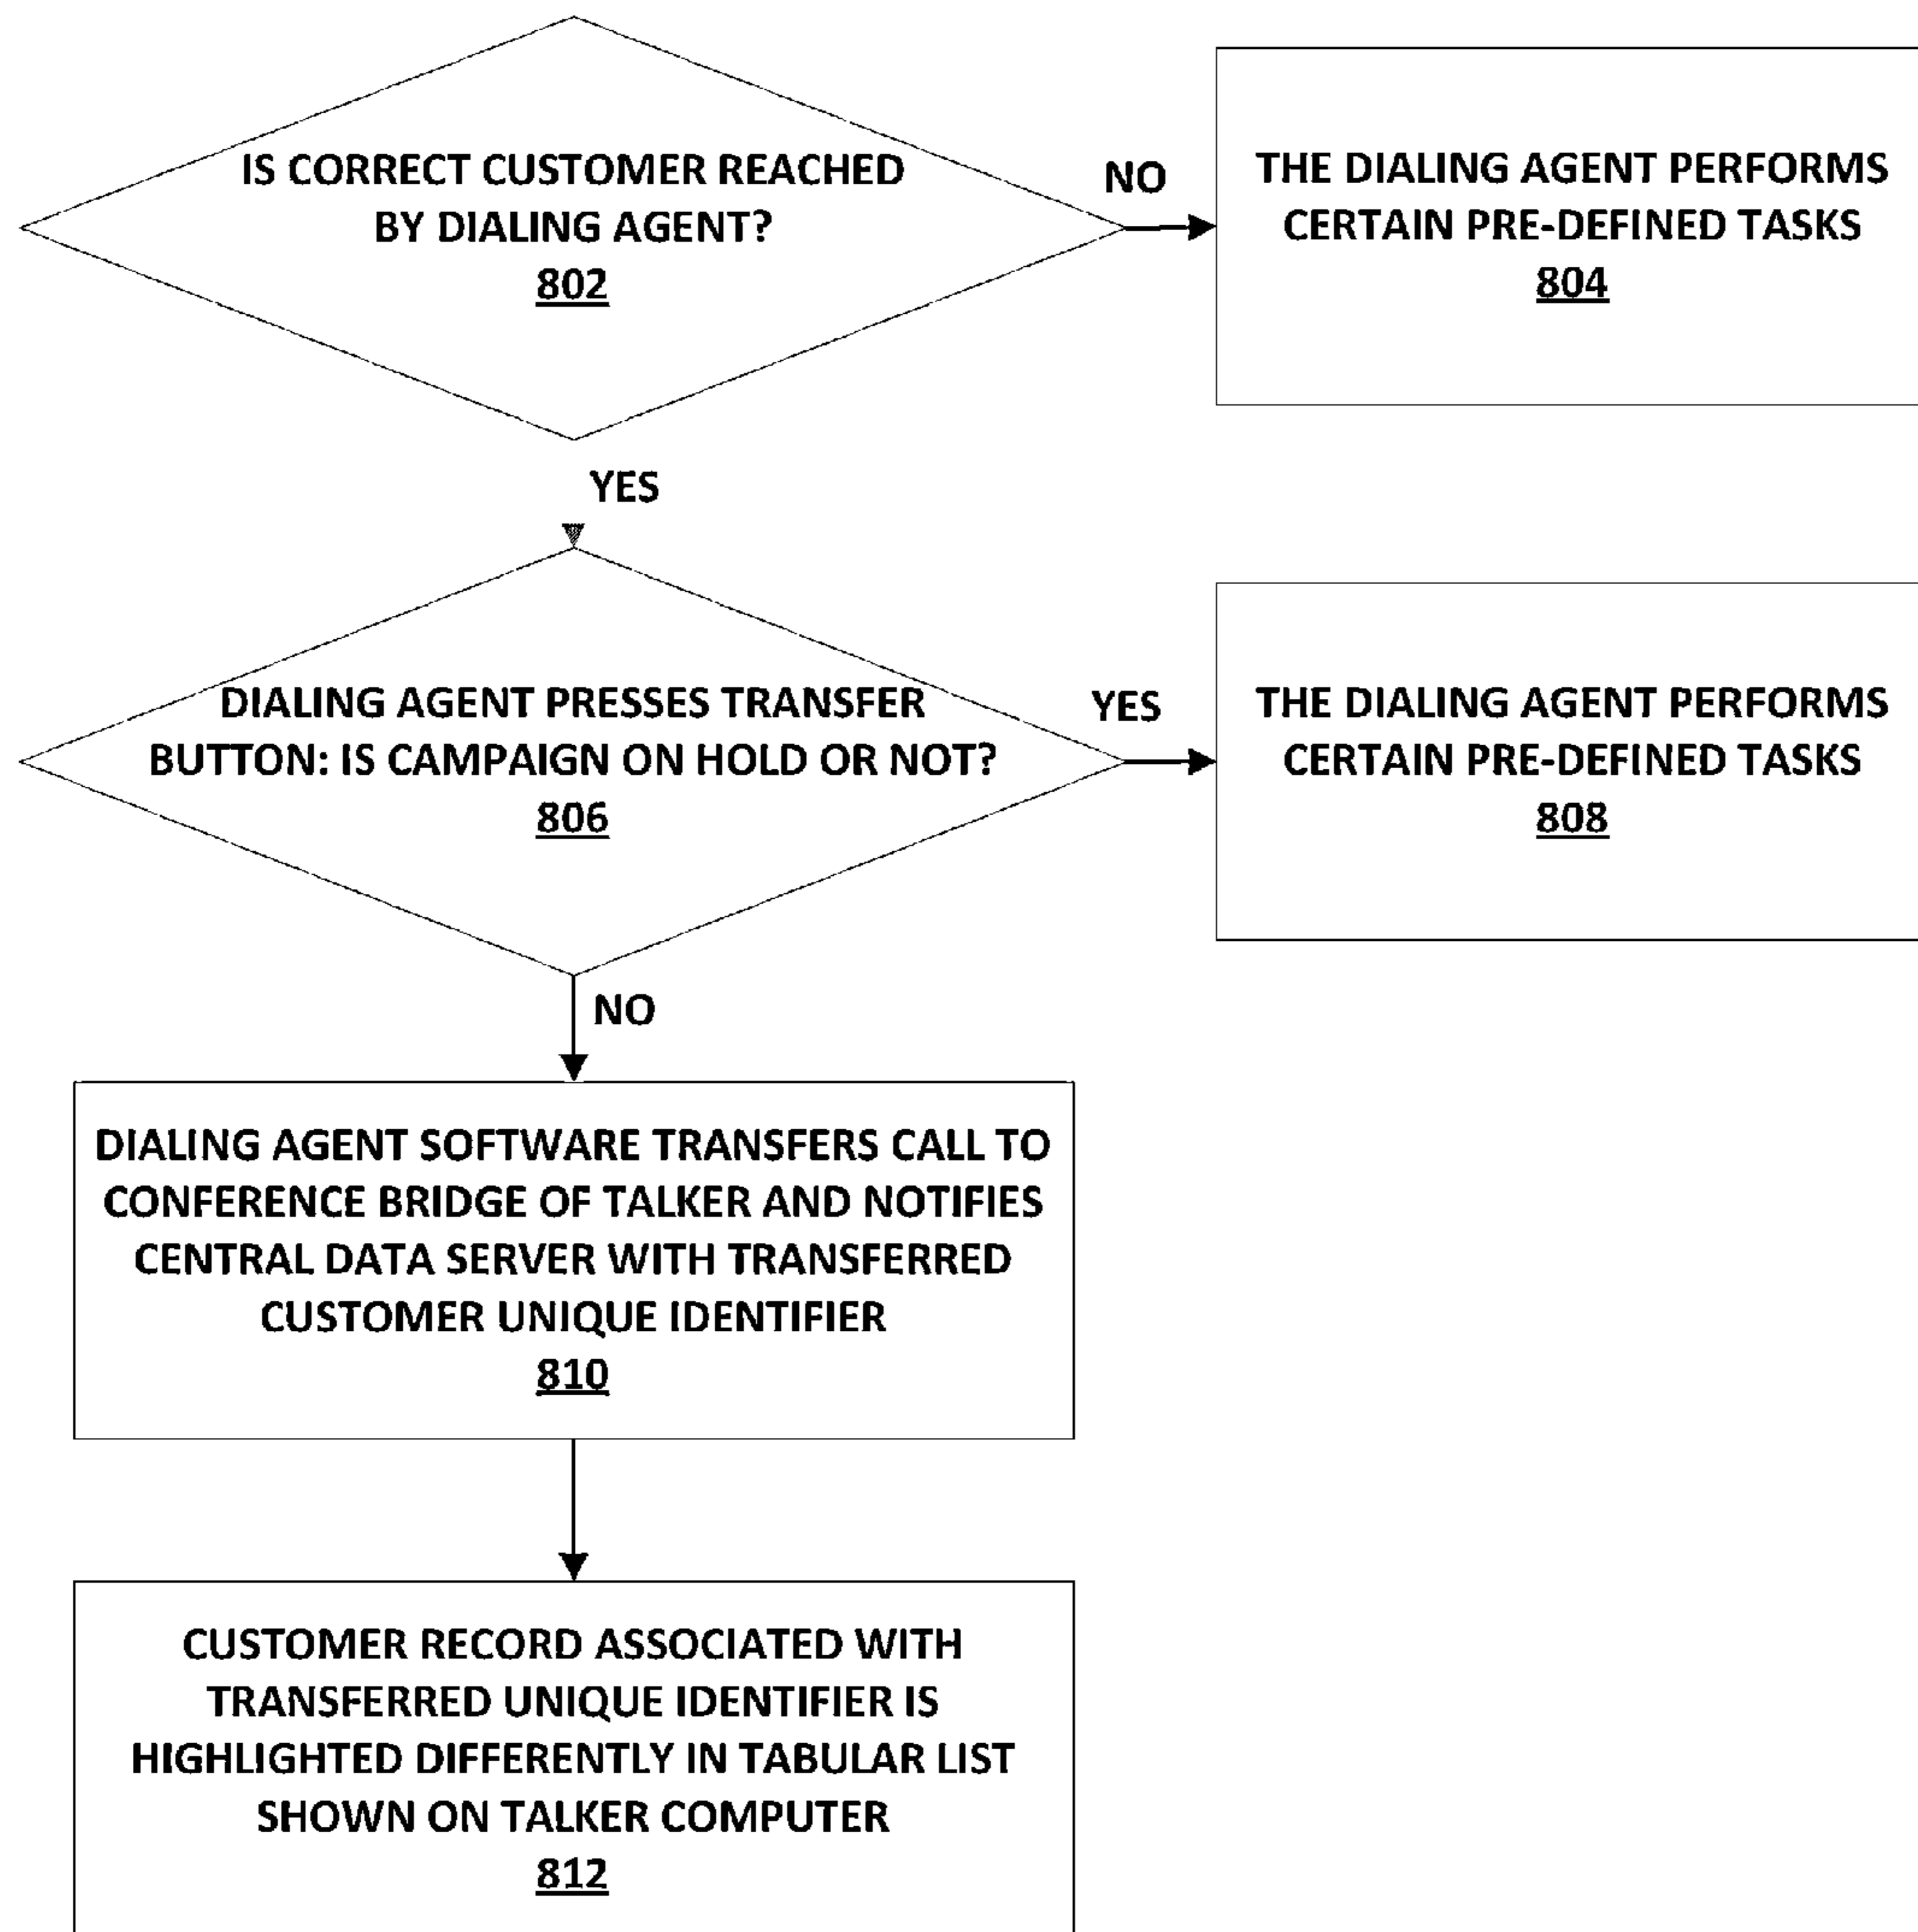 IS CORRECT CUSTOMER REACHED
BY DIALING AGENT?
802
NO
THE DIALING AGENT PERFORMS
CERTAIN PRE-DEFINED TASKS
804
YES
DIALING AGENT PRESSES TRANSFER
BUTTON: IS CAMPAIGN ON HOLD OR NOT?
806
YES
THE DIALING AGENT PERFORMS
CERTAIN PRE-DEFINED TASKS
808
NO
DIALING AGENT SOFTWARE TRANSFERS CALL TO
CONFERENCE BRIDGE OF TALKER AND NOTIFIES
CENTRAL DATA SERVER WITH TRANSFERRED
CUSTOMER UNIQUE IDENTIFIER
810
CUSTOMER RECORD ASSOCIATED WITH
TRANSFERRED UNIQUE IDENTIFIER IS
HIGHLIGHTED DIFFERENTLY IN TABULAR LIST
SHOWN ON TALKER COMPUTER
812